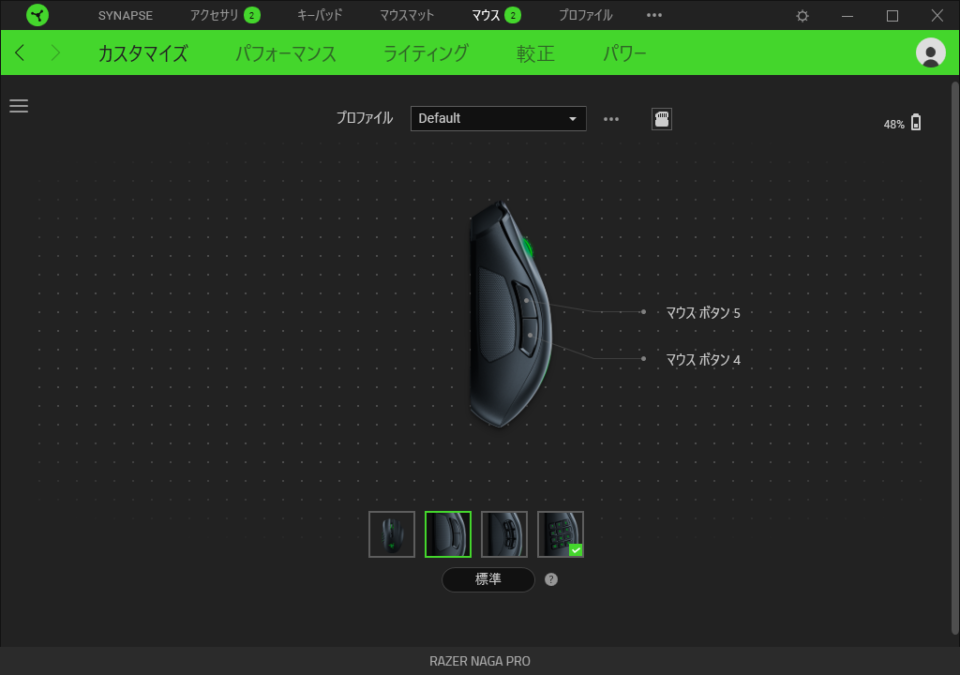 SYNAPSE アクセサリ 2 キーパッド マウスマット マウス 2 プロファイル •••
カスタマイズ パフォーマンス ライティング 較正 パワー
プロファイル Default •••
48%
マウス ボタン 5
マウス ボタン 4
標準 ?
RAZER NAGA PRO